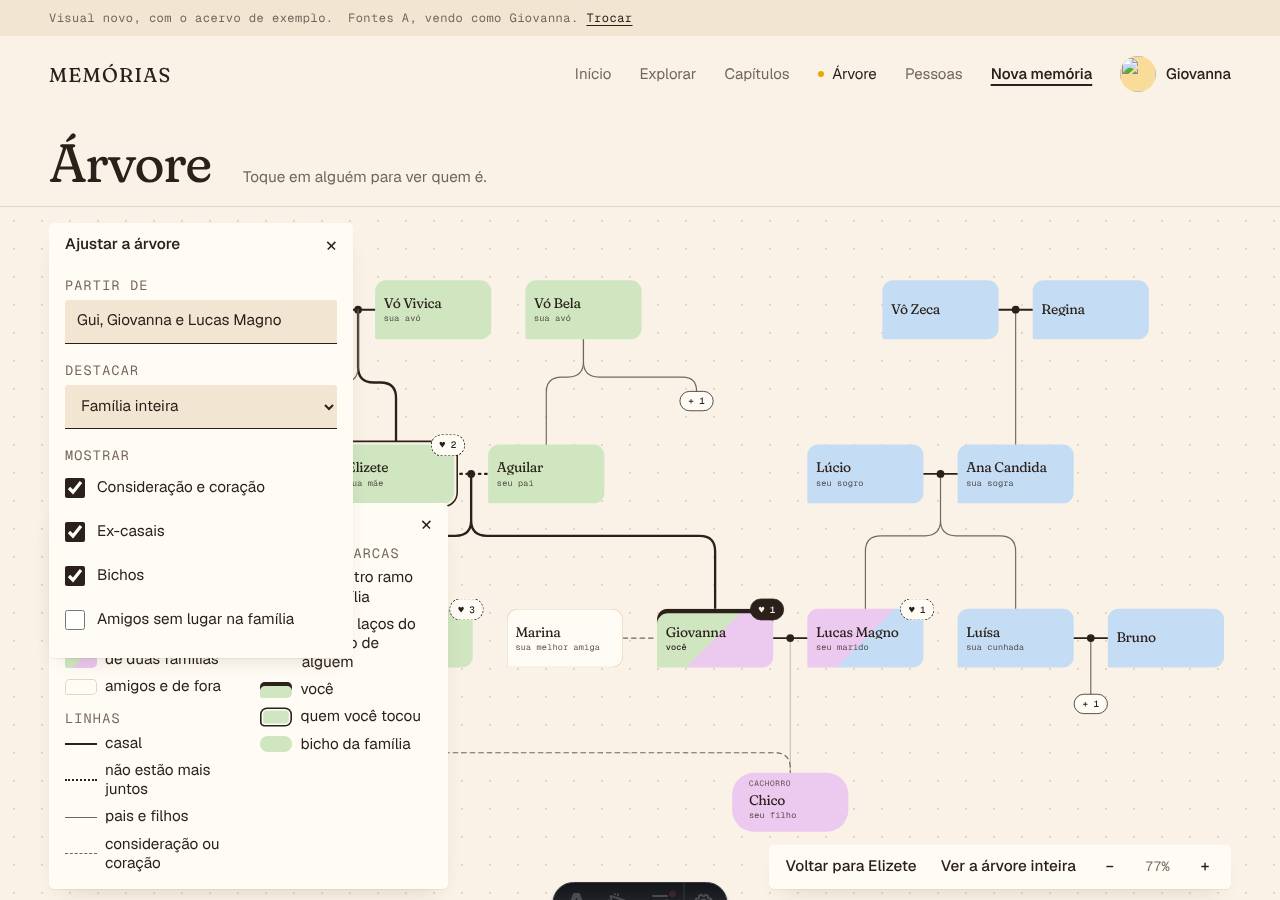 Visual novo, com o acervo de exemplo. Fontes A, vendo como Giovanna. Trocar
MEMÓRIAS
Início
Explorar
Capítulos
Árvore
Pessoas
Nova memória
Giovanna
Árvore
Toque em alguém para ver quem é.
Ajustar a árvore
×
PARTIR DE
Gui, Giovanna e Lucas Magno
DESTACAR
Família inteira
MOSTRAR
Consideração e coração
Ex-casais
Bichos
Amigos sem lugar na família
Vó Vivica
sua avó
Vó Bela
sua avó
Vô Zeca
Regina
+ 1
♥ 2
Elizete
sua mãe
Aguilar
seu pai
Lúcio
seu sogro
Ana Candida
sua sogra
♥ 3
Marina
sua melhor amiga
♥ 1
Giovanna
você
♥ 1
Lucas Magno
seu marido
Luísa
sua cunhada
Bruno
+ 1
CACHORRO
Chico
seu filho
×
de duas famílias
amigos e de fora
LINHAS
casal
não estão mais
juntos
pais e filhos
consideração ou
coração
laços do
de
alguém
você
quem você tocou
bicho da família
Voltar para Elizete
Ver a árvore inteira
−
77%
+